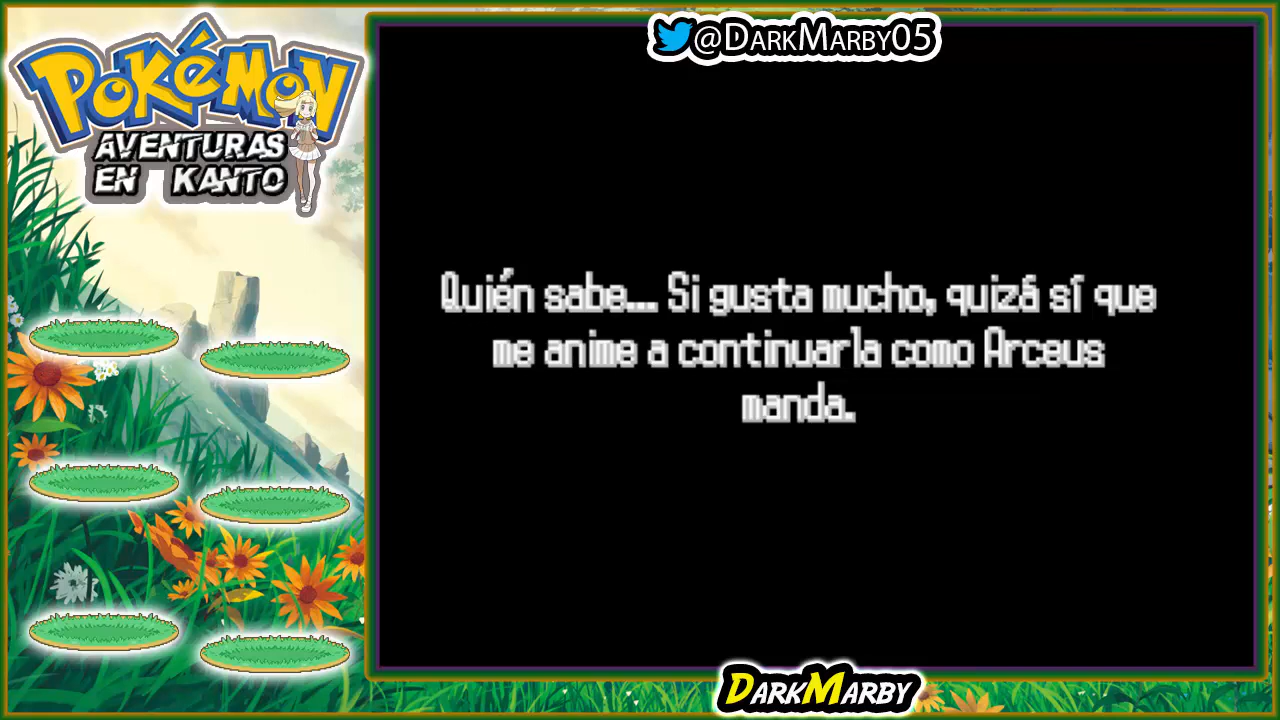 @DarkMarby05
POKéMON
AVENTURAS
EN KANTO
Quién sabe... Si gusta mucho, quizá sí que
me anime a continuarla como Arceus
manda.
DarkMarby